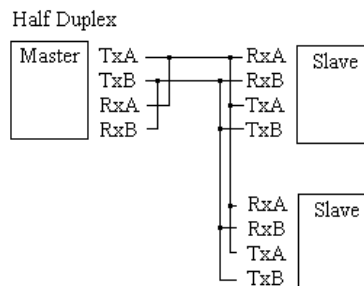 Half Duplex
Master
TxA
TxB
RxA
RxB
RxA
RxB
TxA
TxB
Slave
RxA
RxB
TxA
TxB
Slave